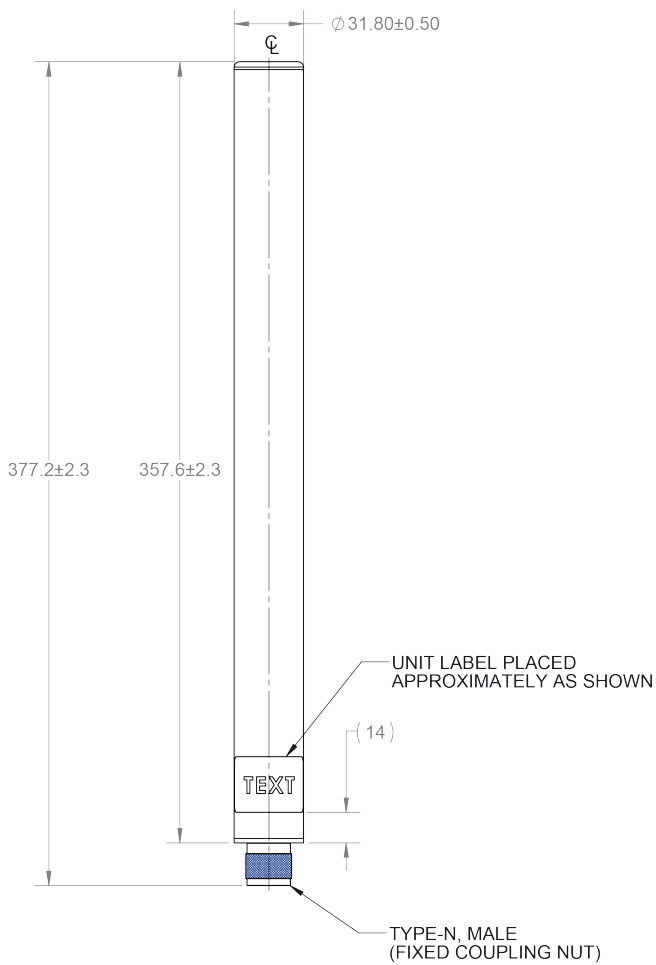 ⌀31.80±0.50
℄
377.2±2.3
357.6±2.3
UNIT LABEL PLACED
APPROXIMATELY AS SHOWN
(14)
TEXT
TYPE-N, MALE
(FIXED COUPLING NUT)